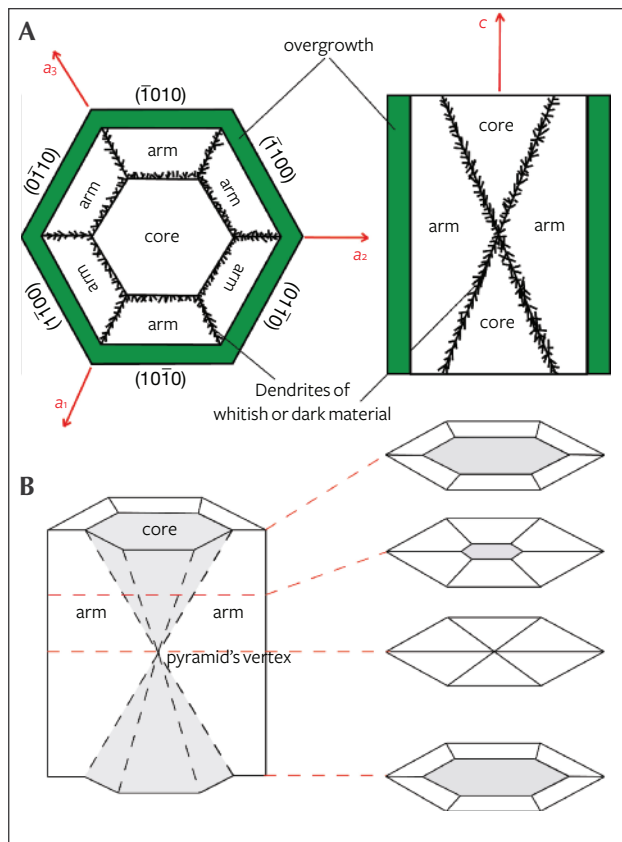 A
c
overgrowth
a₃
(1̅010)
(01̅10)
(1̅100)
arm
arm
arm
core
core
arm
arm
a₂
arm
arm
arm
core
(11̅00)
(011̅0)
(101̅0)
a₁
Dendrites of
whitish or dark material
B
core
arm
arm
pyramid's vertex